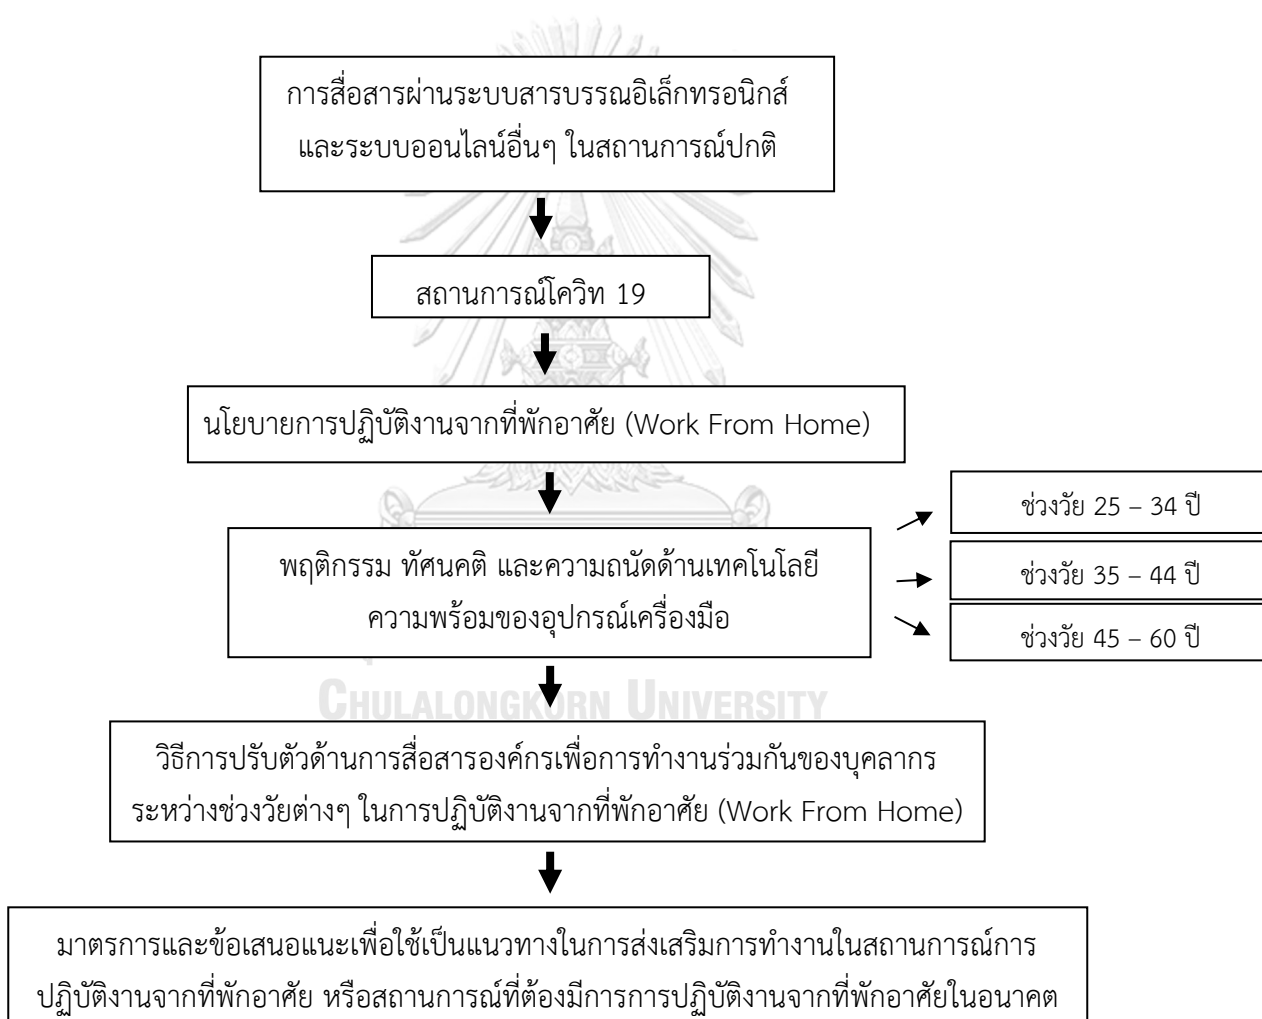 การสื่อสารผ่านระบบสารบรรณอิเล็กทรอนิกส์
และระบบออนไลน์อื่นๆ ในสถานการณ์ปกติ
สถานการณ์โควิท 19
นโยบายการปฏิบัติงานจากที่พักอาศัย (Work From Home)
พฤติกรรม ทัศนคติ และความถนัดด้านเทคโนโลยี
ความพร้อมของอุปกรณ์เครื่องมือ
ช่วงวัย 25 – 34 ปี
ช่วงวัย 35 – 44 ปี
ช่วงวัย 45 – 60 ปี
CHULALONGKORN UNIVERSITY
วิธีการปรับตัวด้านการสื่อสารองค์กรเพื่อการทำงานร่วมกันของบุคลากร
ระหว่างช่วงวัยต่างๆ ในการปฏิบัติงานจากที่พักอาศัย (Work From Home)
มาตรการและข้อเสนอแนะเพื่อใช้เป็นแนวทางในการส่งเสริมการทำงานในสถานการณ์การ
ปฏิบัติงานจากที่พักอาศัย หรือสถานการณ์ที่ต้องมีการการปฏิบัติงานจากที่พักอาศัยในอนาคต